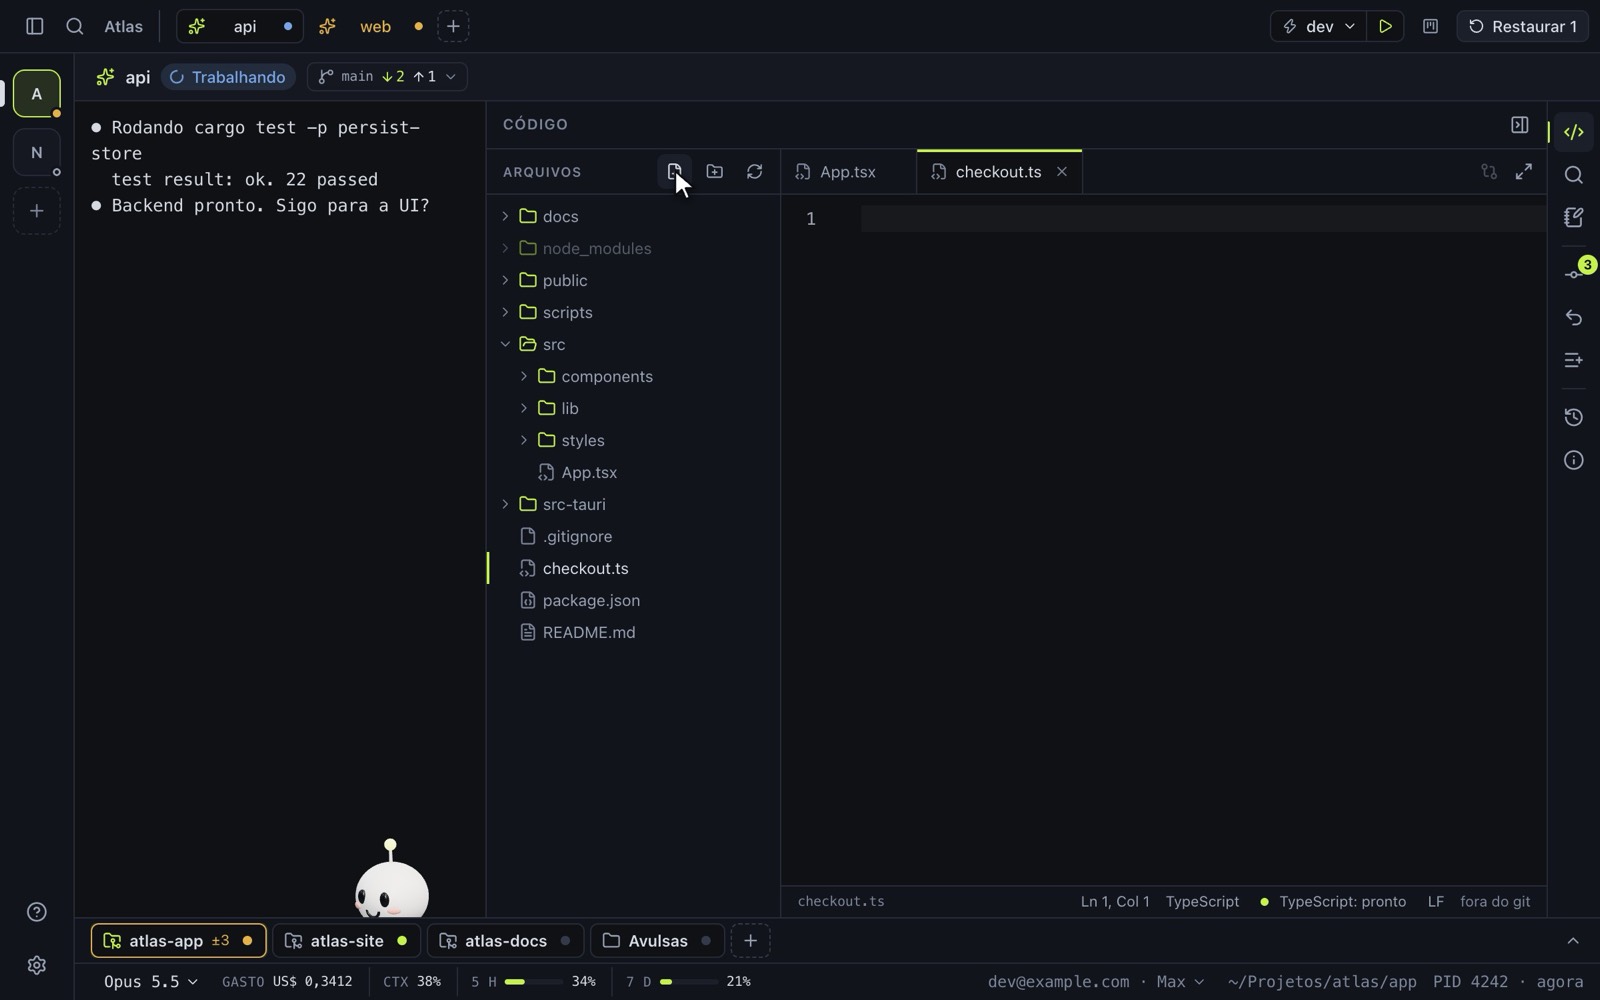 Atlas
api
web
dev
Restaurar 1
A
N
api
Trabalhando
main ↓2 ↑1
● Rodando cargo test -p persist-
store
test result: ok. 22 passed
● Backend pronto. Sigo para a UI?
CÓDIGO
ARQUIVOS
docs
node_modules
public
scripts
src
components
lib
styles
App.tsx
src-tauri
.gitignore
checkout.ts
package.json
README.md
App.tsx
checkout.ts
1
3
checkout.ts
Ln 1, Col 1
TypeScript
TypeScript: pronto
LF
fora do git
atlas-app ±3
atlas-site
atlas-docs
Avulsas
Opus 5.5
GASTO US$ 0,3412
CTX 38%
5 H 34%
7 D 21%
dev@example.com · Max
~/Projetos/atlas/app
PID 4242 · agora